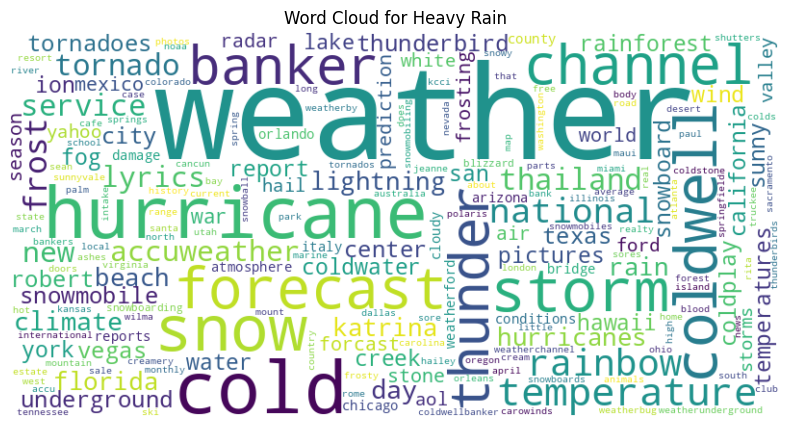 Word Cloud for Heavy Rain
tornadoes radar lake thunderbird snowy county rainforest shutters
photos noaa
resort
river tornado banker white channel valley
ion mexico colorado case long weatherby prediction frosting kcci that body road desert
weather
season frost service cafe springs school spring nevada does snowmobiling map free washington wind colds
yahoo city orlando world snowboard paul california sunny
fog damage report tornados blizzard parts miami maui
sean sunnyvale lyrics cancun hail lightning san thailand real coldstone
palm history current bay australia jeanne arizona average atlanta truckee sacramento
intake range snowball polaris bank illinois springfields
hurricane thunder national coldwell
state march war utah park air snowmobiles realty
bankers local santa north accuweather italy marine center cloudy texas ford coldplay
new ashes virginia atmosphere coldwater weatherford pictures bridge rain forest island rita thunderbirds
robert doors beach forecast storm london sores temperatures
snowmobile wilma hot kansas snowboarding mount conditions hawaii home news
climate international reports snow katrina dallas sore carolina little hurricanes high storms
york mountain vegas water country forcast creek hailey weatherchannel ohio
estate west creamery sale frosty stone oregon cream rainbow south
florida monthly rome orleans april snowboards animals club
accu underground cold day aol temperature
tennessee ski chicago coldwellbanker carowinds weatherbug weatherunderground